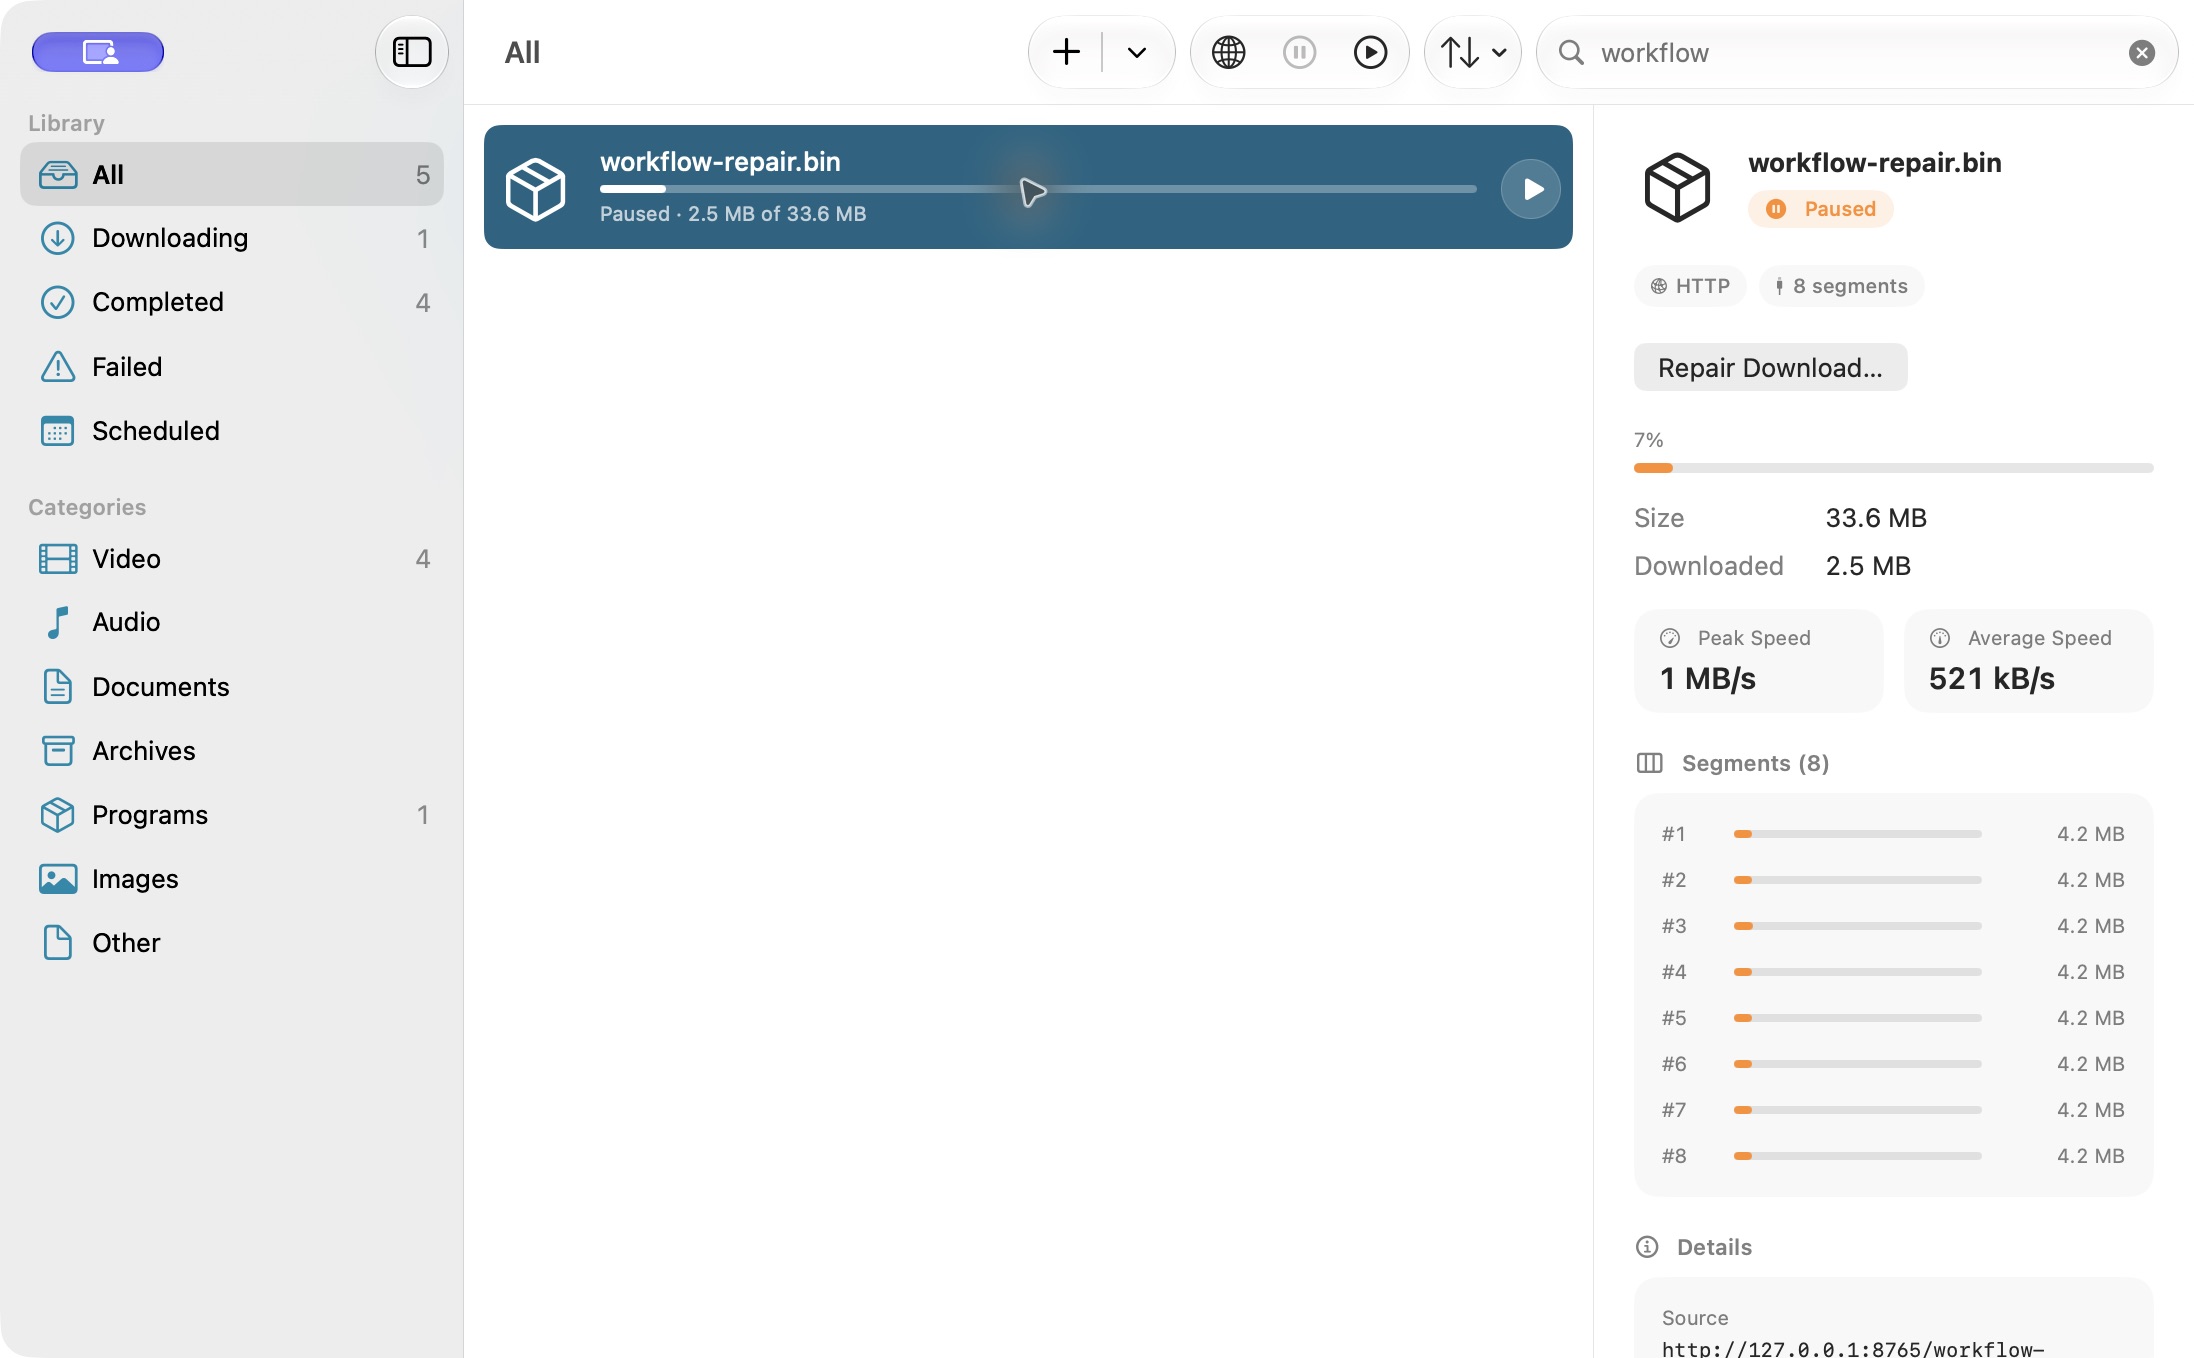 All
workflow
Library
All 5
Downloading 1
Completed 4
Failed
Scheduled
Categories
Video 4
Audio
Documents
Archives
Programs 1
Images
Other
workflow-repair.bin
Paused · 2.5 MB of 33.6 MB
workflow-repair.bin
Paused
HTTP 8 segments
Repair Download...
7%
Size 33.6 MB
Downloaded 2.5 MB
Peak Speed Average Speed
1 MB/s 521 kB/s
Segments (8)
#1 4.2 MB
#2 4.2 MB
#3 4.2 MB
#4 4.2 MB
#5 4.2 MB
#6 4.2 MB
#7 4.2 MB
#8 4.2 MB
Details
Source
http://127.0.0.1:8765/workflow-